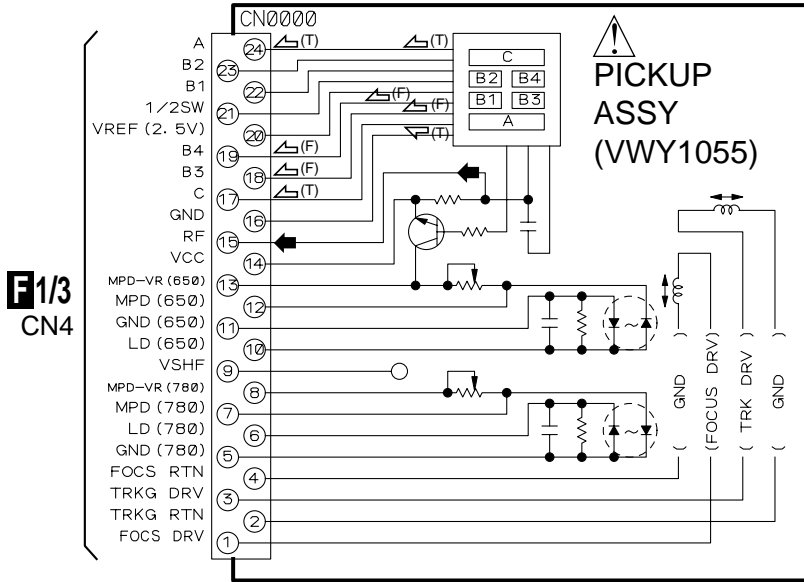 CN0000
A 24 (T) (T)
B2 23
B1 22
1/2SW 21 (F)
VREF (2. 5V) 20 (F)
B4 19 (F) (T)
B3 18 (F)
C 17 (T)
GND 16
RF 15
VCC 14
MPD-VR (650) 13
MPD (650) 12
GND (650) 11
LD (650) 10
VSHF 9
MPD-VR (780) 8
MPD (780) 7
LD (780) 6
GND (780) 5
FOCS RTN 4
TRKG DRV 3
TRKG RTN 2
FOCS DRV 1
F 1/3
CN4
C
B2 B4
B1 B3
A
!
PICKUP
ASSY
(VWY1055)
( GND )
(FOCUS DRV)
( TRK DRV )
( GND )